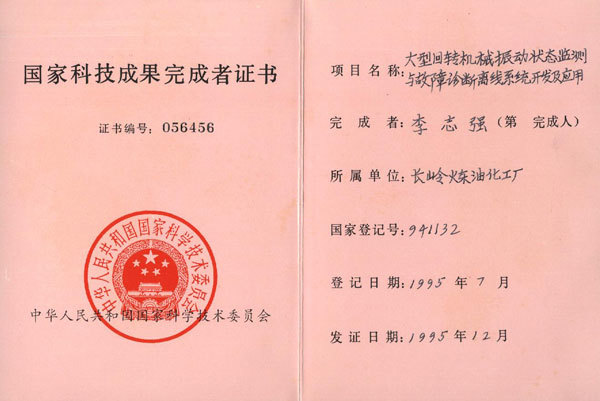 国家科技成果完成者证书
证书编号：056456
中华人民共和国国家科学技术委员会
中华人民共和国国家科学技术委员会
项目名称：大型回转机械振动状态监测
与故障诊断离线系统开发及应用
完成者：李志强（第 完成人）
所属单位：长岭炼油化工厂
国家登记号：941132
登记日期：1995年7月
发证日期：1995年12月